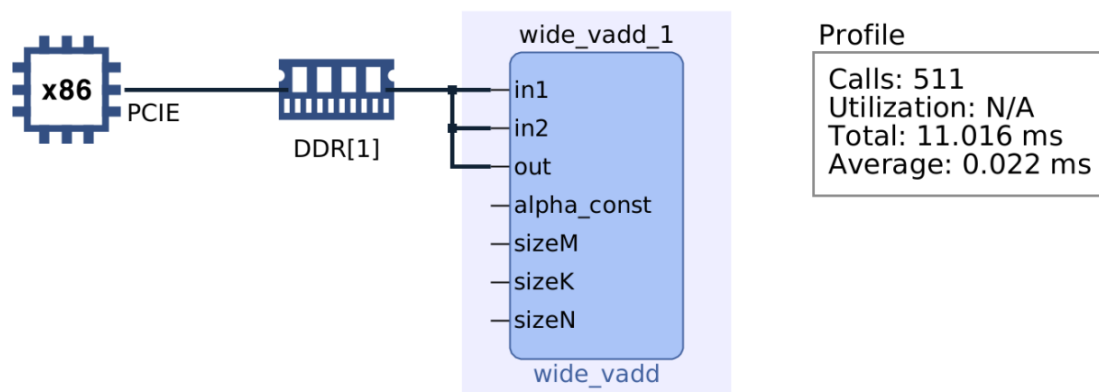 x86
PCIE
DDR[1]
wide_vadd_1
in1
in2
out
alpha_const
sizeM
sizeK
sizeN
wide_vadd
Profile
Calls: 511
Utilization: N/A
Total: 11.016 ms
Average: 0.022 ms